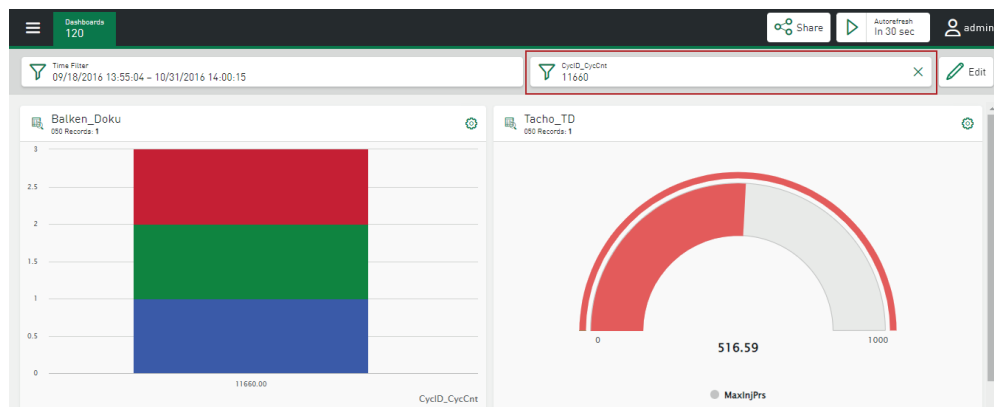 Dashboards
120
Share
Autorefresh
In 30 sec
admin
Time Filter
09/18/2016 13:55:04 – 10/31/2016 14:00:15
CycID_CycCnt
11660
Edit
Balken_Doku
050 Records: 1
3
2.5
2
1.5
1
0.5
0
11660.00
CycID_CycCnt
Tacho_TD
050 Records: 1
0
516.59
1000
MaxInjPrs